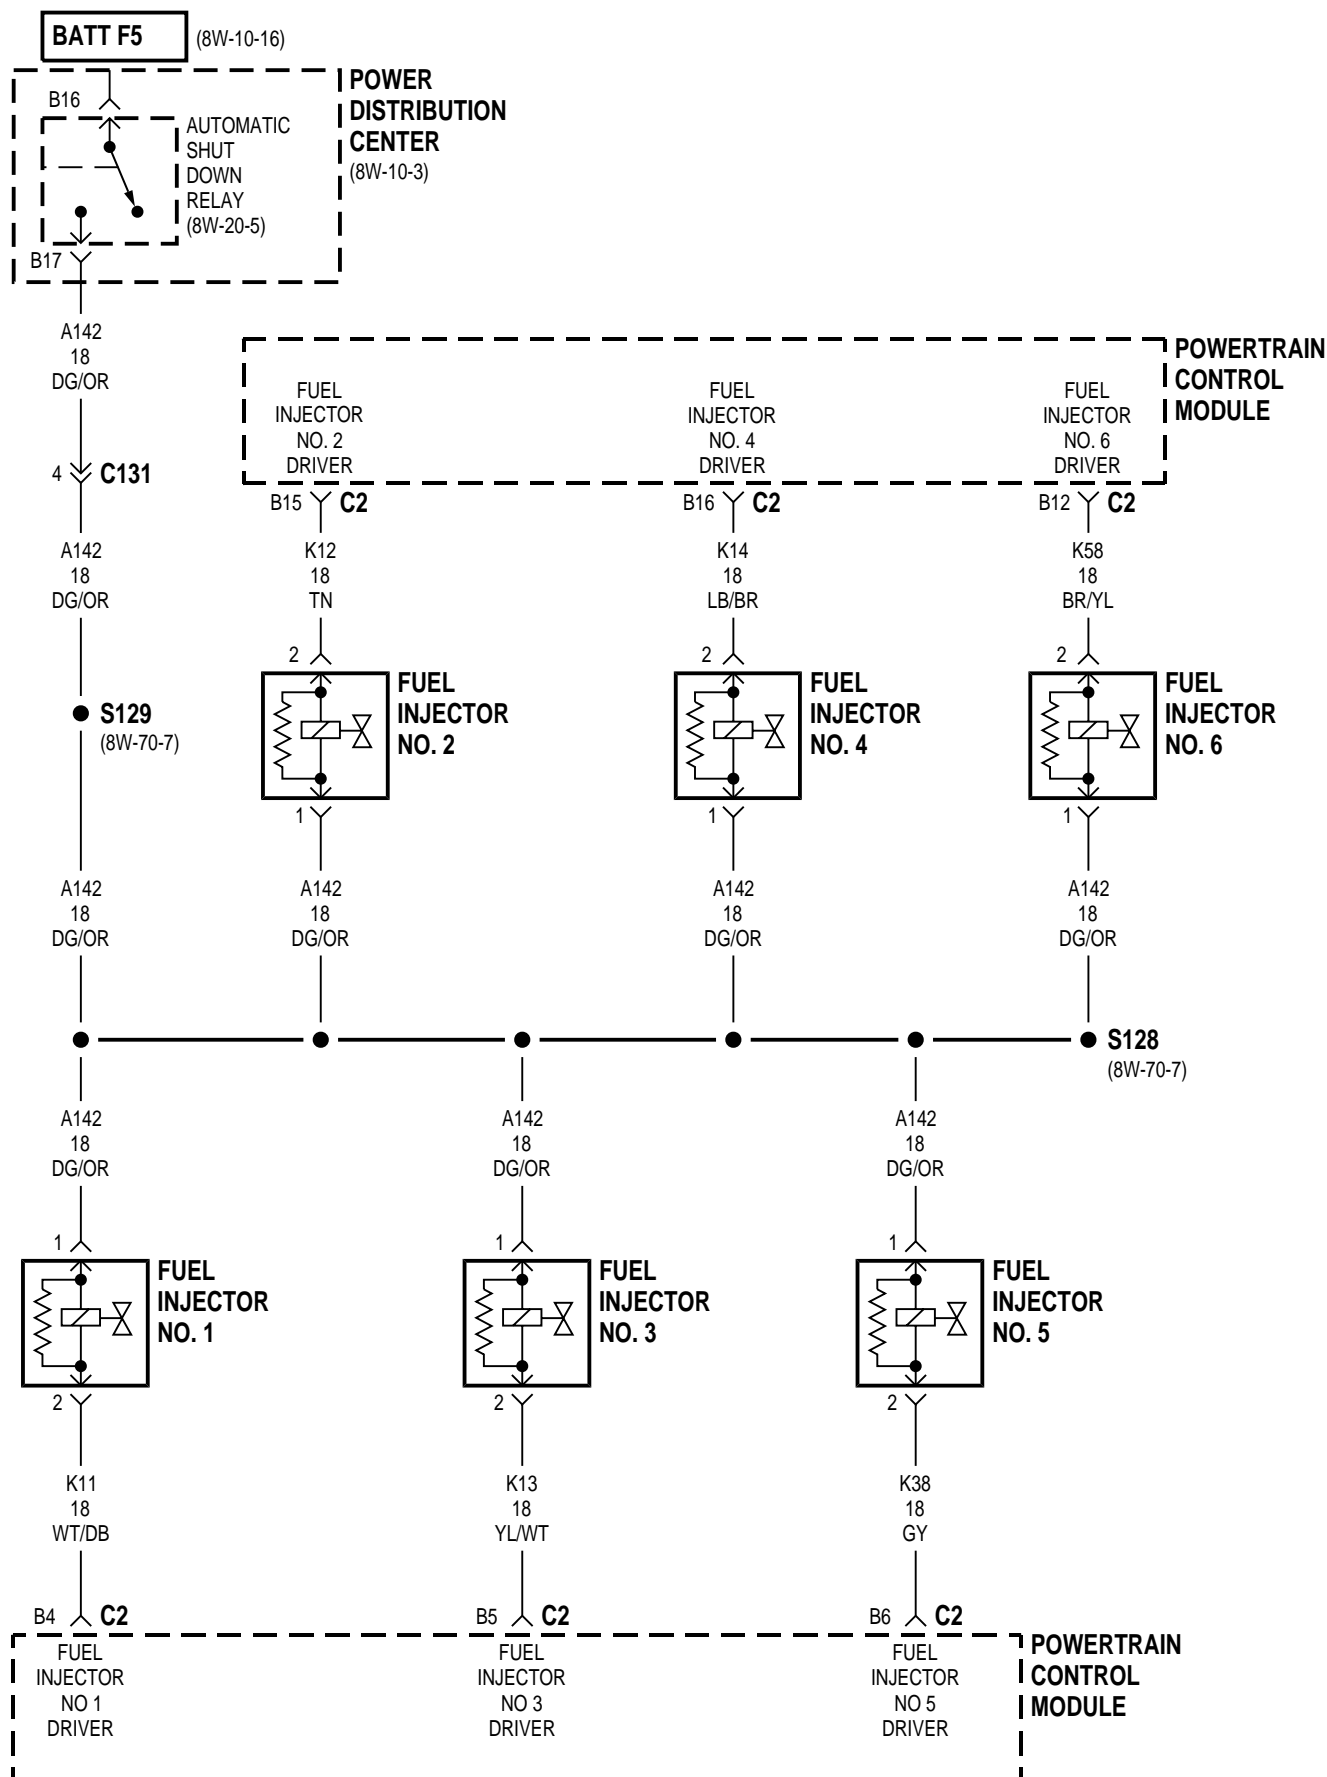 BATT F5
(8W-10-16)
POWER
DISTRIBUTION
CENTER
(8W-10-3)
B16
AUTOMATIC
SHUT
DOWN
RELAY
(8W-20-5)
B17
A142
18
DG/OR
4
C131
A142
18
DG/OR
S129
(8W-70-7)
A142
18
DG/OR
POWERTRAIN
CONTROL
MODULE
FUEL
INJECTOR
NO. 2
DRIVER
FUEL
INJECTOR
NO. 4
DRIVER
FUEL
INJECTOR
NO. 6
DRIVER
B15
C2
B16
C2
B12
C2
K12
18
TN
K14
18
LB/BR
K58
18
BR/YL
2
FUEL
INJECTOR
NO. 2
1
2
FUEL
INJECTOR
NO. 4
1
2
FUEL
INJECTOR
NO. 6
1
A142
18
DG/OR
A142
18
DG/OR
A142
18
DG/OR
S128
(8W-70-7)
A142
18
DG/OR
A142
18
DG/OR
A142
18
DG/OR
1
FUEL
INJECTOR
NO. 1
2
1
FUEL
INJECTOR
NO. 3
2
1
FUEL
INJECTOR
NO. 5
2
K11
18
WT/DB
K13
18
YL/WT
K38
18
GY
B4
C2
B5
C2
B6
C2
FUEL
INJECTOR
NO 1
DRIVER
FUEL
INJECTOR
NO 3
DRIVER
FUEL
INJECTOR
NO 5
DRIVER
POWERTRAIN
CONTROL
MODULE